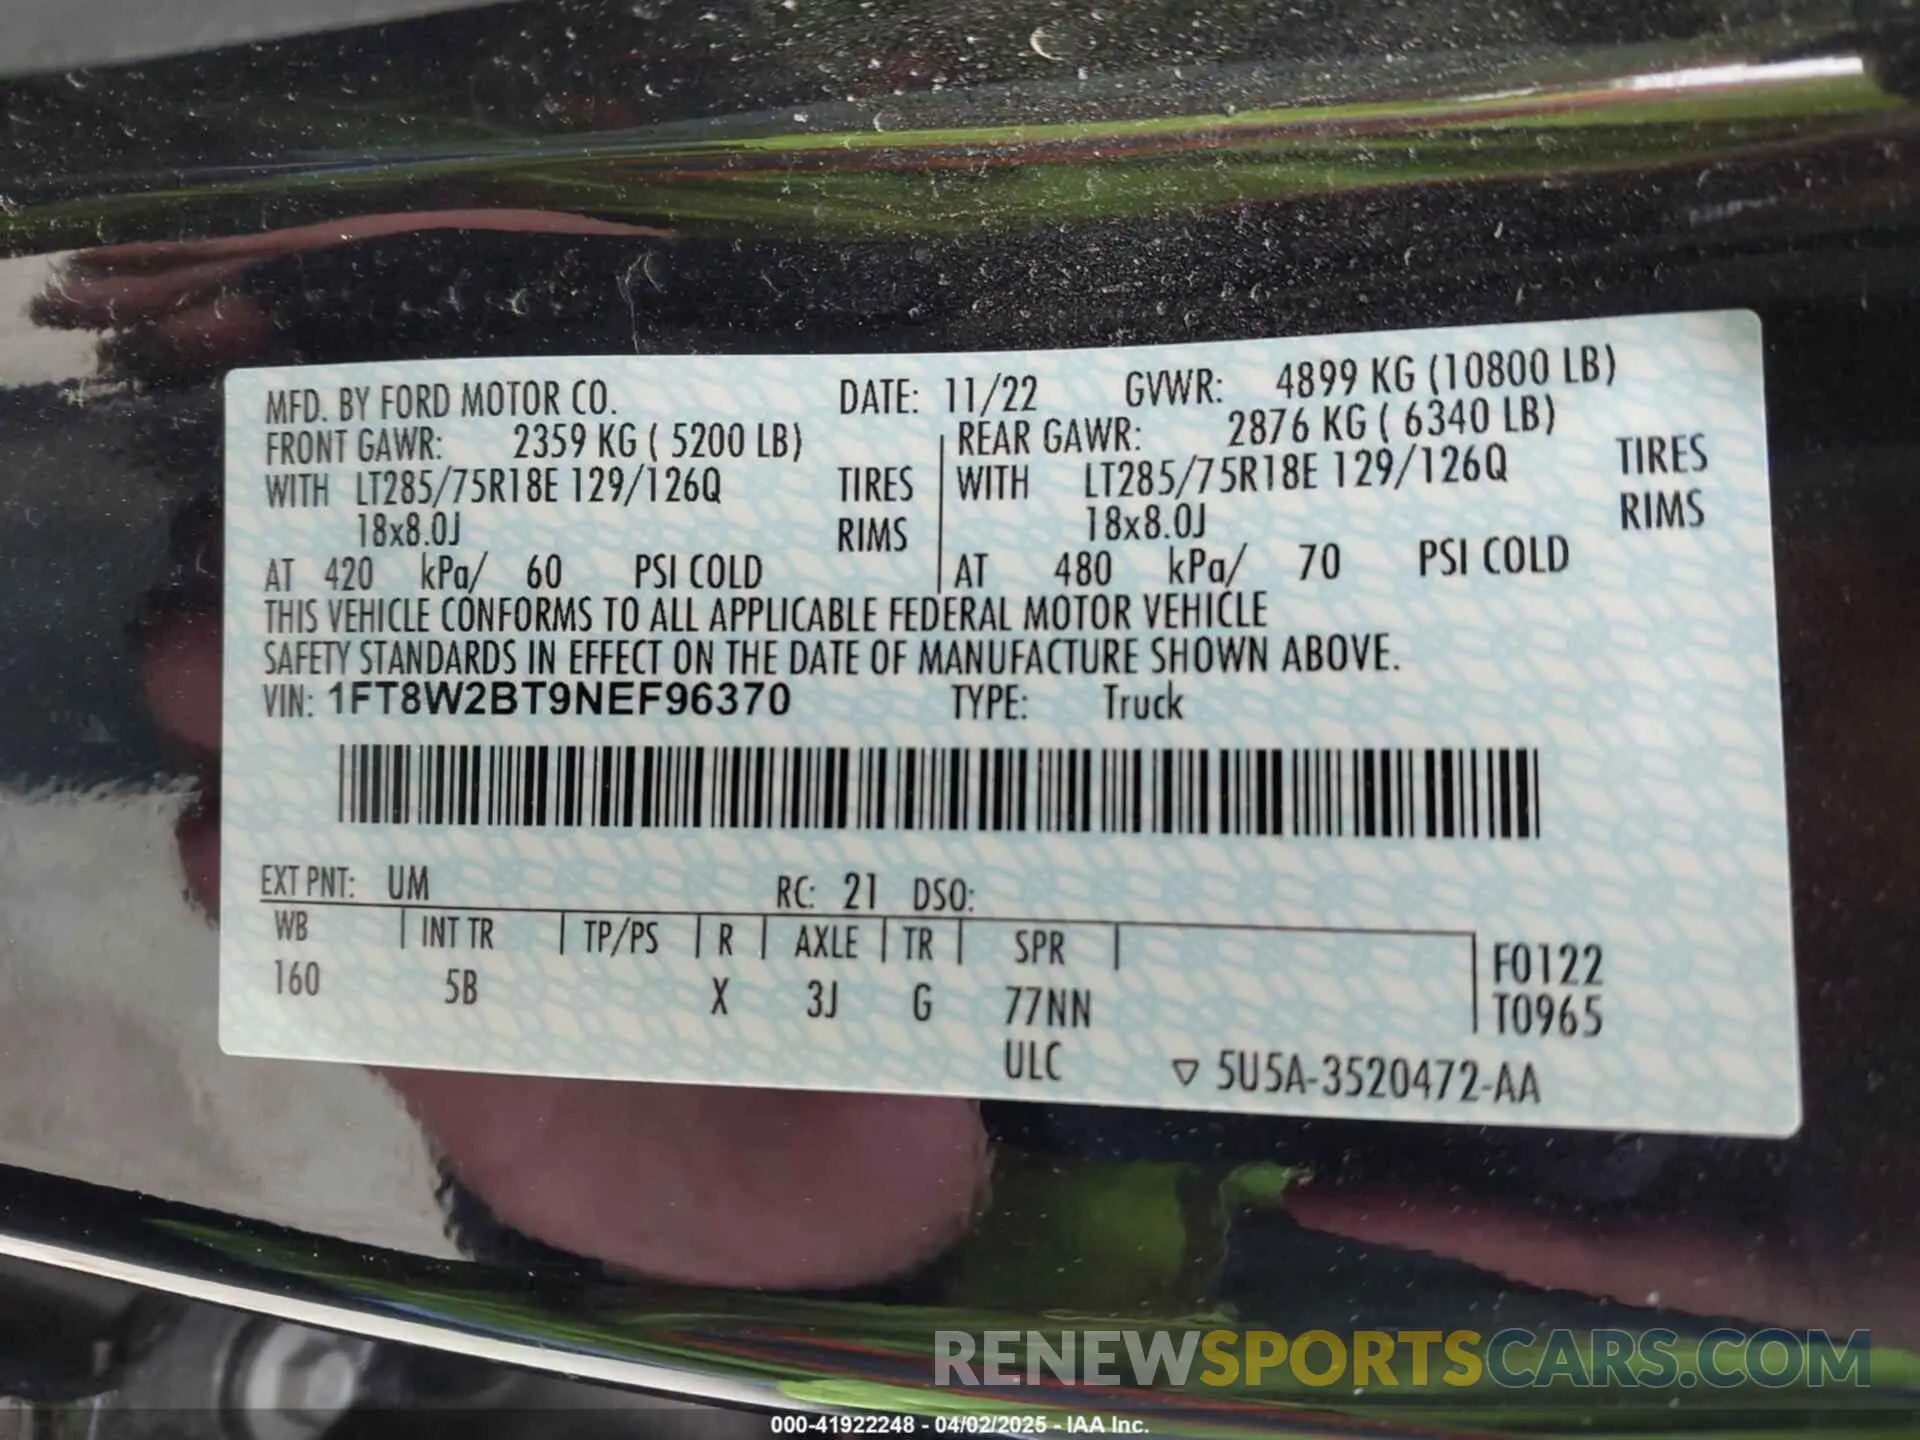 MFD. BY FORD MOTOR CO. DATE: 11/22 GVWR: 4899 KG (10800 LB)
FRONT GAWR: 2359 KG ( 5200 LB) REAR GAWR: 2876 KG ( 6340 LB)
WITH LT285/75R18E 129/126Q TIRES WITH LT285/75R18E 129/126Q TIRES
18x8.0J RIMS 18x8.0J RIMS
AT 420 kPa/ 60 PSI COLD AT 480 kPa/ 70 PSI COLD
THIS VEHICLE CONFORMS TO ALL APPLICABLE FEDERAL MOTOR VEHICLE
SAFETY STANDARDS IN EFFECT ON THE DATE OF MANUFACTURE SHOWN ABOVE.
VIN: 1FT8W2BT9NEF96370 TYPE: Truck
EXT PNT: UM RC: 21 DSO:
WB INT TR TP/PS R AXLE TR SPR F0122
160 5B X 3J G 77NN T0965
ULC ▽ 5U5A-3520472-AA
RENEWSPORTSCARS.COM
000-41922248 - 04/02/2025 - IAA Inc.